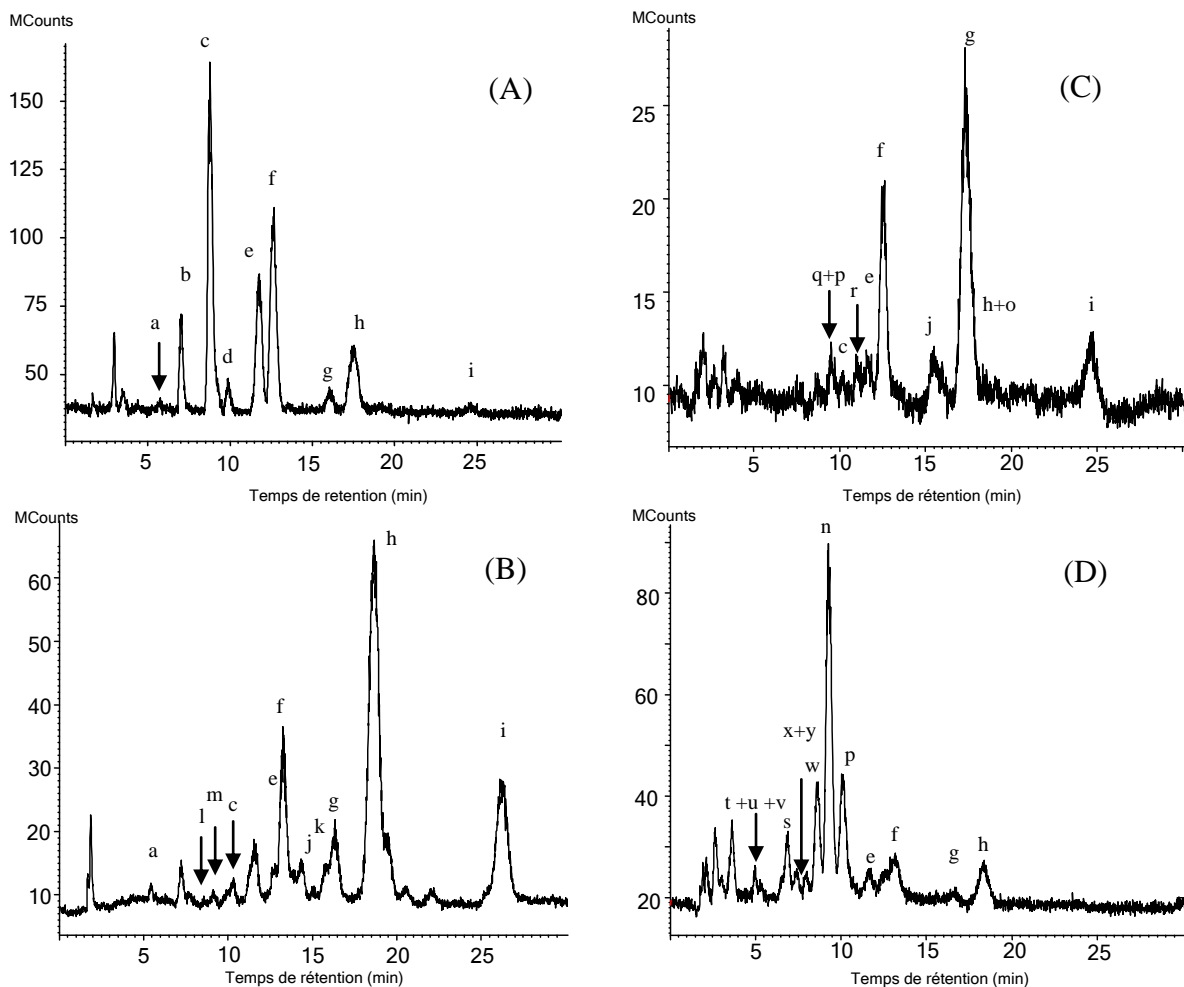 MCounts
c
(A)
150
125
f
100
e
b
75
a
h
d
50
g
i
5
10
15
20
25
Temps de retention (min)
MCounts
g
(C)
25
f
20
q+p
15
r
e
j
h+o
i
c
10
5
10
15
20
25
Temps de rétention (min)
MCounts
h
(B)
60
50
40
f
i
30
e
m
l
c
g
20
j
k
a
10
5
10
15
20
25
Temps de rétention (min)
MCounts
n
(D)
80
60
x+y
w
p
40
t +u +v
s
f
e
h
g
20
5
10
15
20
25
Temps de rétention (min)